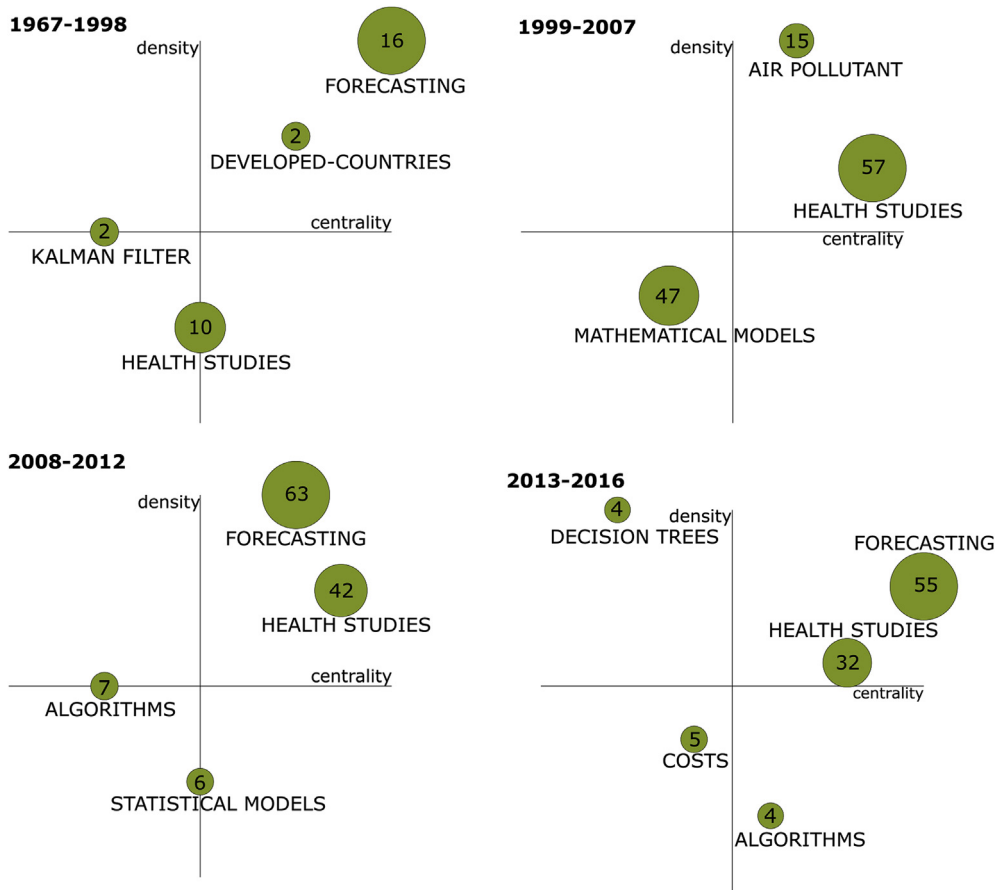 1967-1998
density
16
FORECASTING
2
DEVELOPED-COUNTRIES
centrality
2
KALMAN FILTER
10
HEALTH STUDIES
1999-2007
density
15
AIR POLLUTANT
57
HEALTH STUDIES
centrality
47
MATHEMATICAL MODELS
2008-2012
density
63
FORECASTING
42
HEALTH STUDIES
centrality
7
ALGORITHMS
6
STATISTICAL MODELS
2013-2016
density
4
DECISION TREES
FORECASTING
55
HEALTH STUDIES
32
centrality
5
COSTS
4
ALGORITHMS